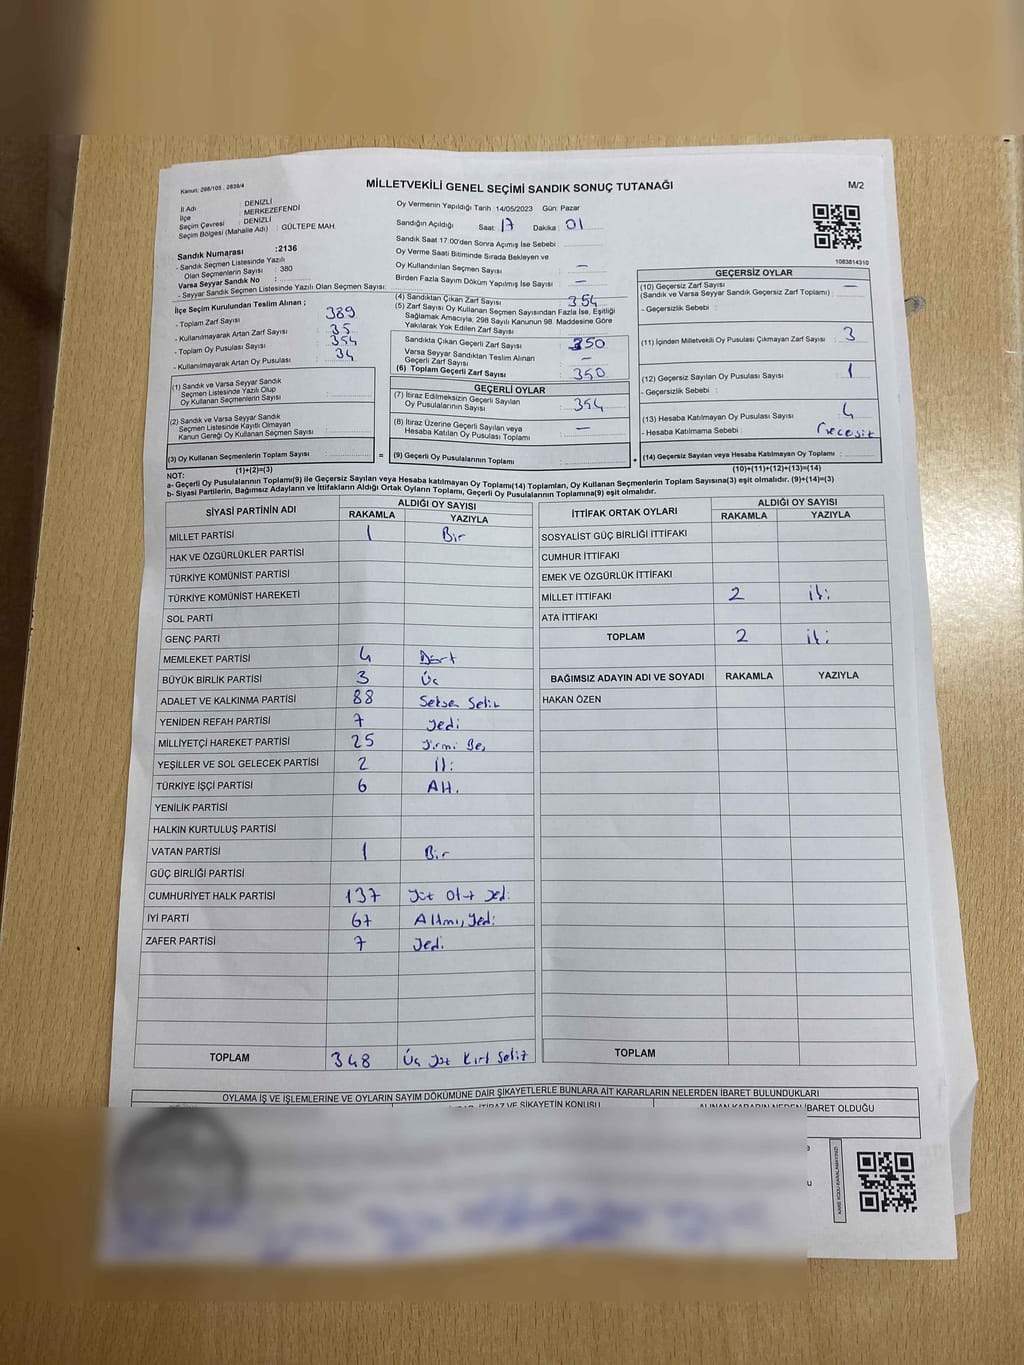 Kanun: 298/105 , 2839/4
MİLLETVEKİLİ GENEL SEÇİMİ SANDIK SONUÇ TUTANAĞI
M/2
İl Adı : DENİZLİ
İlçe : MERKEZEFENDİ
Seçim Çevresi : DENİZLİ
Seçim Bölgesi (Mahalle Adı) : GÜLTEPE MAH.
Sandık Numarası :2136
- Sandık Seçmen Listesinde Yazılı
Olan Seçmenlerin Sayısı : 380
Varsa Seyyar Sandık No :
- Seyyar Sandık Seçmen Listesinde Yazılı Olan Seçmen Sayısı:
İlçe Seçim Kurulundan Teslim Alınan ;
- Toplam Zarf Sayısı 389
- Kullanılmayarak Artan Zarf Sayısı 35
- Toplam Oy Pusulası Sayısı 354
- Kullanılmayarak Artan Oy Pusulası 34
(1) Sandık ve Varsa Seyyar Sandık
Seçmen Listesinde Yazılı Olup
Oy Kullanan Seçmenlerin Sayısı :
(2) Sandık ve Varsa Seyyar Sandık
Seçmen Listesinde Kayıtlı Olmayan
Kanun Gereği Oy Kullanan Seçmen Sayısı :
(3) Oy Kullanan Seçmenlerin Toplam Sayısı :
(1)+(2)=(3)
Oy Vermenin Yapıldığı Tarih 14/05/2023 Gün: Pazar
Sandığın Açıldığı Saat: 17 Dakika : 01
Sandık Saat 17:00'den Sonra Açımış İse Sebebi :
Oy Verme Saati Bitiminde Sırada Bekleyen ve
Oy Kullandırılan Seçmen Sayısı : —
Birden Fazla Sayım Döküm Yapılmış İse Sayısı : —
(4) Sandıktan Çıkan Zarf Sayısı : 354
(5) Zarf Sayısı Oy Kullanan Seçmen Sayısından Fazla İse, Eşitliği
Sağlamak Amacıyla; 298 Sayılı Kanunun 98. Maddesine Göre
Yakılarak Yok Edilen Zarf Sayısı :
Sandıkta Çıkan Geçerli Zarf Sayısı : 350
Varsa Seyyar Sandıktan Teslim Alınan
Geçerli Zarf Sayısı —
(6) Toplam Geçerli Zarf Sayısı : 350
GEÇERLİ OYLAR
(7) İtiraz Edilmeksizin Geçerli Sayılan
Oy Pusulalarının Sayısı : 354
(8) İtiraz Üzerine Geçerli Sayılan veya
Hesaba Katılan Oy Pusulası Toplamı : —
= (9) Geçerli Oy Pusulalarının Toplamı :
1083814310
GEÇERSİZ OYLAR
(10) Geçersiz Zarf Sayısı : —
(Sandık ve Varsa Seyyar Sandık Geçersiz Zarf Toplamı)
- Geçersizlik Sebebi :
(11) İçinden Milletvekili Oy Pusulası Çıkmayan Zarf Sayısı : 3
(12) Geçersiz Sayılan Oy Pusulası Sayısı : 1
- Geçersizlik Sebebi :
(13) Hesaba Katılmayan Oy Pusulası Sayısı : 4
- Hesaba Katılmama Sebebi :
+ (14) Geçersiz Sayılan veya Hesaba Katılmayan Oy Toplamı :
(10)+(11)+(12)+(13)=(14)
NOT:
a- Geçerli Oy Pusulalarının Toplamı(9) ile Geçersiz Sayılan veya Hesaba katılmayan Oy Toplamı(14) Toplamları, Oy Kullanan Seçmenlerin Toplam Sayısına(3) eşit olmalıdır. (9)+(14)=(3)
b- Siyasi Partilerin, Bağımsız Adayların ve İttifakların Aldığı Ortak Oyların Toplamı, Geçerli Oy Pusulalarının Toplamına(9) eşit olmalıdır.
SİYASİ PARTİNİN ADI ALDIĞI OY SAYISI
RAKAMLA YAZIYLA
MİLLET PARTİSİ 1 Bir
HAK VE ÖZGÜRLÜKLER PARTİSİ
TÜRKİYE KOMÜNİST PARTİSİ
TÜRKİYE KOMÜNİST HAREKETİ
SOL PARTİ
GENÇ PARTİ
MEMLEKET PARTİSİ 4 Dört
BÜYÜK BİRLİK PARTİSİ 3 Üç
ADALET VE KALKINMA PARTİSİ 88 Seksen Sekiz
YENİDEN REFAH PARTİSİ 7 Yedi
MİLLİYETÇİ HAREKET PARTİSİ 25 Yirmi Beş
YEŞİLLER VE SOL GELECEK PARTİSİ 2 İki
TÜRKİYE İŞÇİ PARTİSİ 6 Altı
YENİLİK PARTİSİ
HALKIN KURTULUŞ PARTİSİ
VATAN PARTİSİ 1 Bir
GÜÇ BİRLİĞİ PARTİSİ
CUMHURİYET HALK PARTİSİ 137 Yüz Otuz Yedi
İYİ PARTİ 67 Altmış Yedi
ZAFER PARTİSİ 7 Yedi
TOPLAM 348 Üç Yüz Kırk Sekiz
İTTİFAK ORTAK OYLARI ALDIĞI OY SAYISI
RAKAMLA YAZIYLA
SOSYALİST GÜÇ BİRLİĞİ İTTİFAKI
CUMHUR İTTİFAKI
EMEK VE ÖZGÜRLÜK İTTİFAKI
MİLLET İTTİFAKI 2 iki
ATA İTTİFAKI
TOPLAM 2 iki
BAĞIMSIZ ADAYIN ADI VE SOYADI RAKAMLA YAZIYLA
HAKAN ÖZEN
TOPLAM
OYLAMA İŞ VE İŞLEMLERİNE VE OYLARIN SAYIM DÖKÜMÜNE DAİR ŞİKAYETLERLE BUNLARA AİT KARARLARIN NELERDEN İBARET BULUNDUKLARI
İTİRAZ VE ŞİKAYETİN KONUSU ALINAN KARARIN NEDEN İBARET OLDUĞU